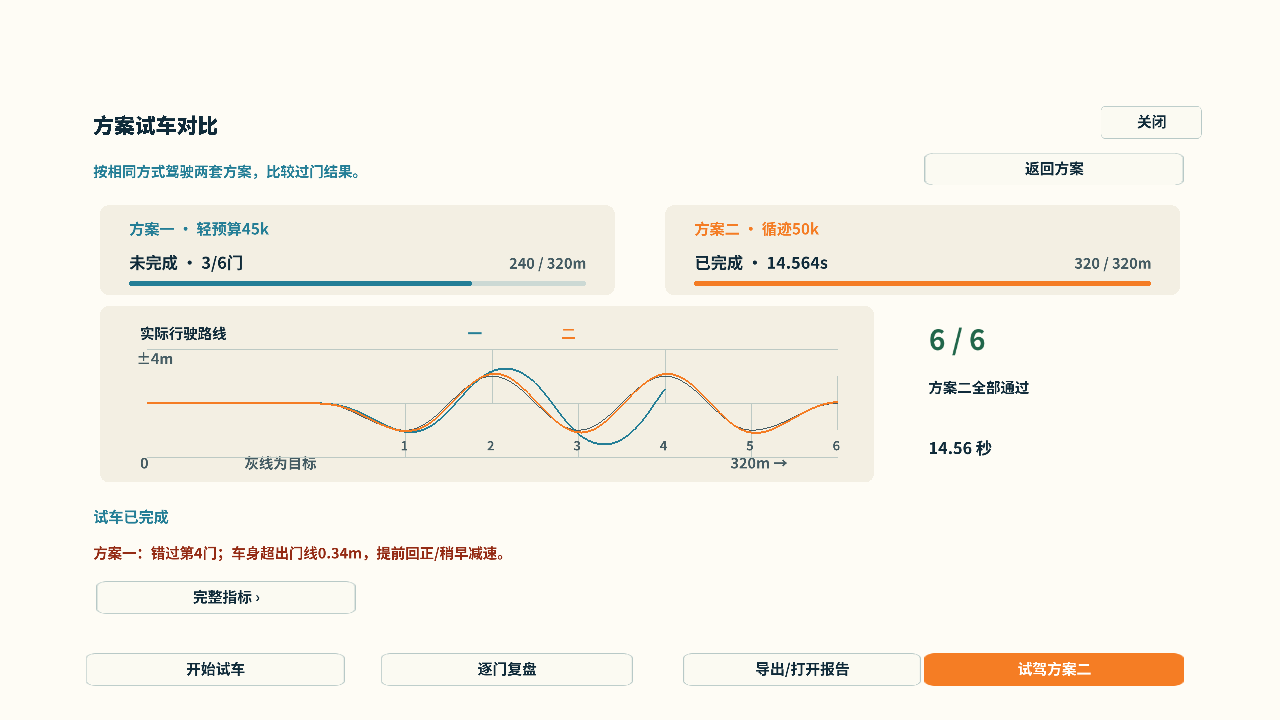 方案试车对比
关闭
按相同方式驾驶两套方案，比较过门结果。
返回方案
方案一 · 轻预算45k
未完成 · 3/6门
240 / 320m
方案二 · 循迹50k
已完成 · 14.564s
320 / 320m
实际行驶路线
一
二
±4m
1
2
3
4
5
6
0
灰线为目标
320m →
6 / 6
方案二全部通过
14.56 秒
试车已完成
方案一：错过第4门；车身超出门线0.34m，提前回正/稍早减速。
完整指标 ›
开始试车
逐门复盘
导出/打开报告
试驾方案二